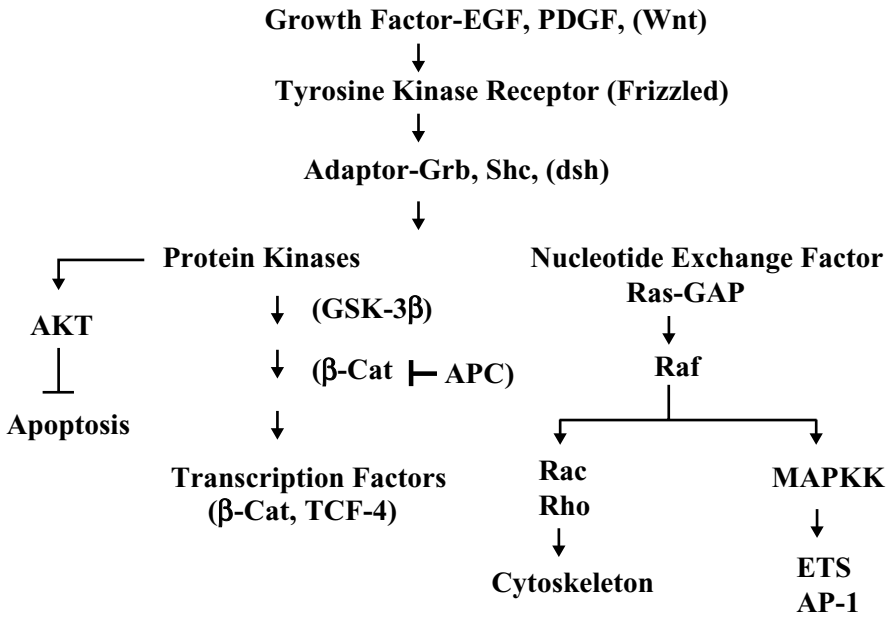 Growth Factor-EGF, PDGF, (Wnt)
Tyrosine Kinase Receptor (Frizzled)
Adaptor-Grb, Shc, (dsh)
Protein Kinases
Nucleotide Exchange Factor
Ras-GAP
(GSK-3β)
AKT
(β-Cat
APC)
Raf
Apoptosis
Transcription Factors
(β-Cat, TCF-4)
Rac
Rho
MAPKK
Cytoskeleton
ETS
AP-1